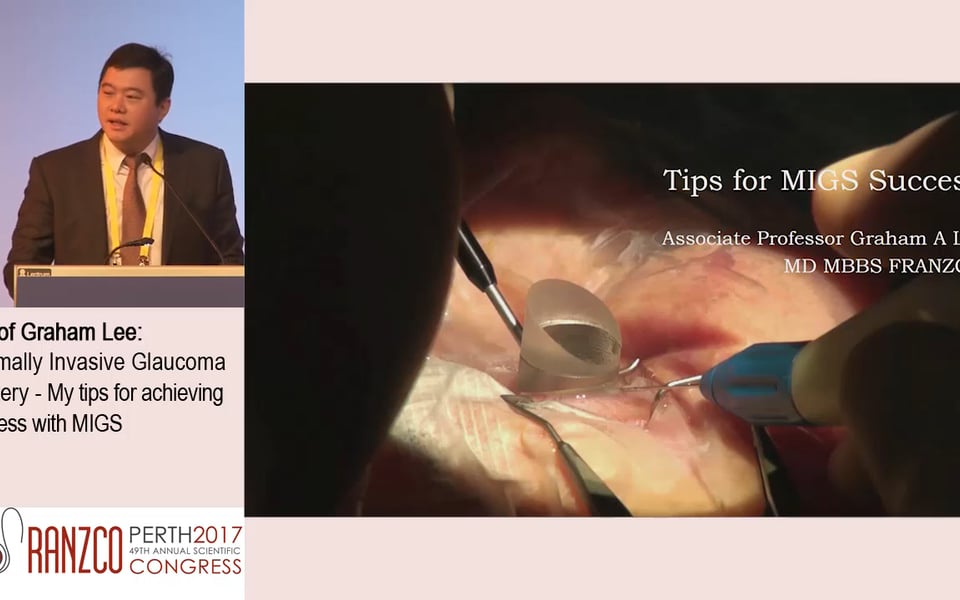 Tips for MIGS Succes
Associate Professor Graham A L
MD MBBS FRANZC
Lectrum
of Graham Lee:
mally Invasive Glaucoma
ery - My tips for achieving
ess with MIGS
RANZCO
PERTH2017
49TH ANNUAL SCIENTIFIC
CONGRESS